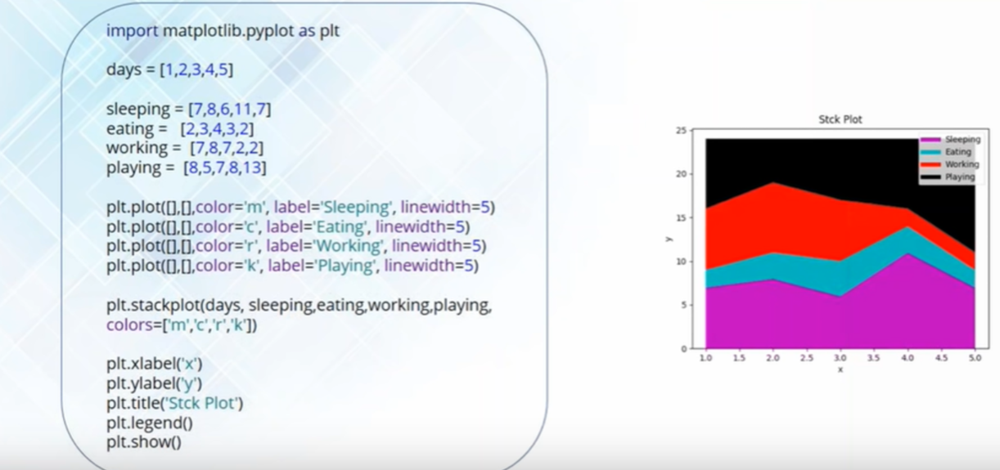 import matplotlib.pyplot as plt
days = [1,2,3,4,5]
sleeping = [7,8,6,11,7]
eating =   [2,3,4,3,2]
working =  [7,8,7,2,2]
playing =  [8,5,7,8,13]
plt.plot([],[],color='m', label='Sleeping', linewidth=5)
plt.plot([],[],color='c', label='Eating', linewidth=5)
plt.plot([],[],color='r', label='Working', linewidth=5)
plt.plot([],[],color='k', label='Playing', linewidth=5)
plt.stackplot(days, sleeping,eating,working,playing,
colors=['m','c','r','k'])
plt.xlabel('x')
plt.ylabel('y')
plt.title('Stck Plot')
plt.legend()
plt.show()
Stck Plot
Sleeping
Eating
Working
Playing
25
20
15
10
5
0
y
1.0 1.5 2.0 2.5 3.0 3.5 4.0 4.5 5.0
x